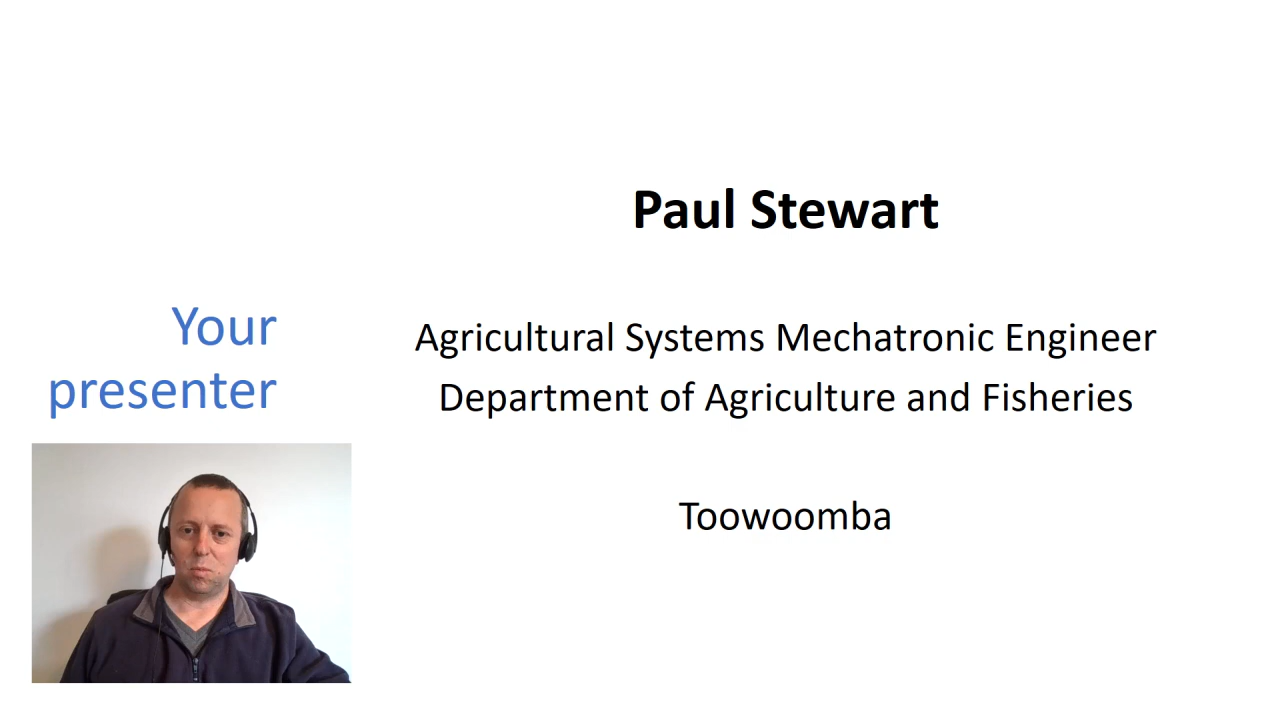 Paul Stewart
Your
presenter
Agricultural Systems Mechatronic Engineer
Department of Agriculture and Fisheries
Toowoomba